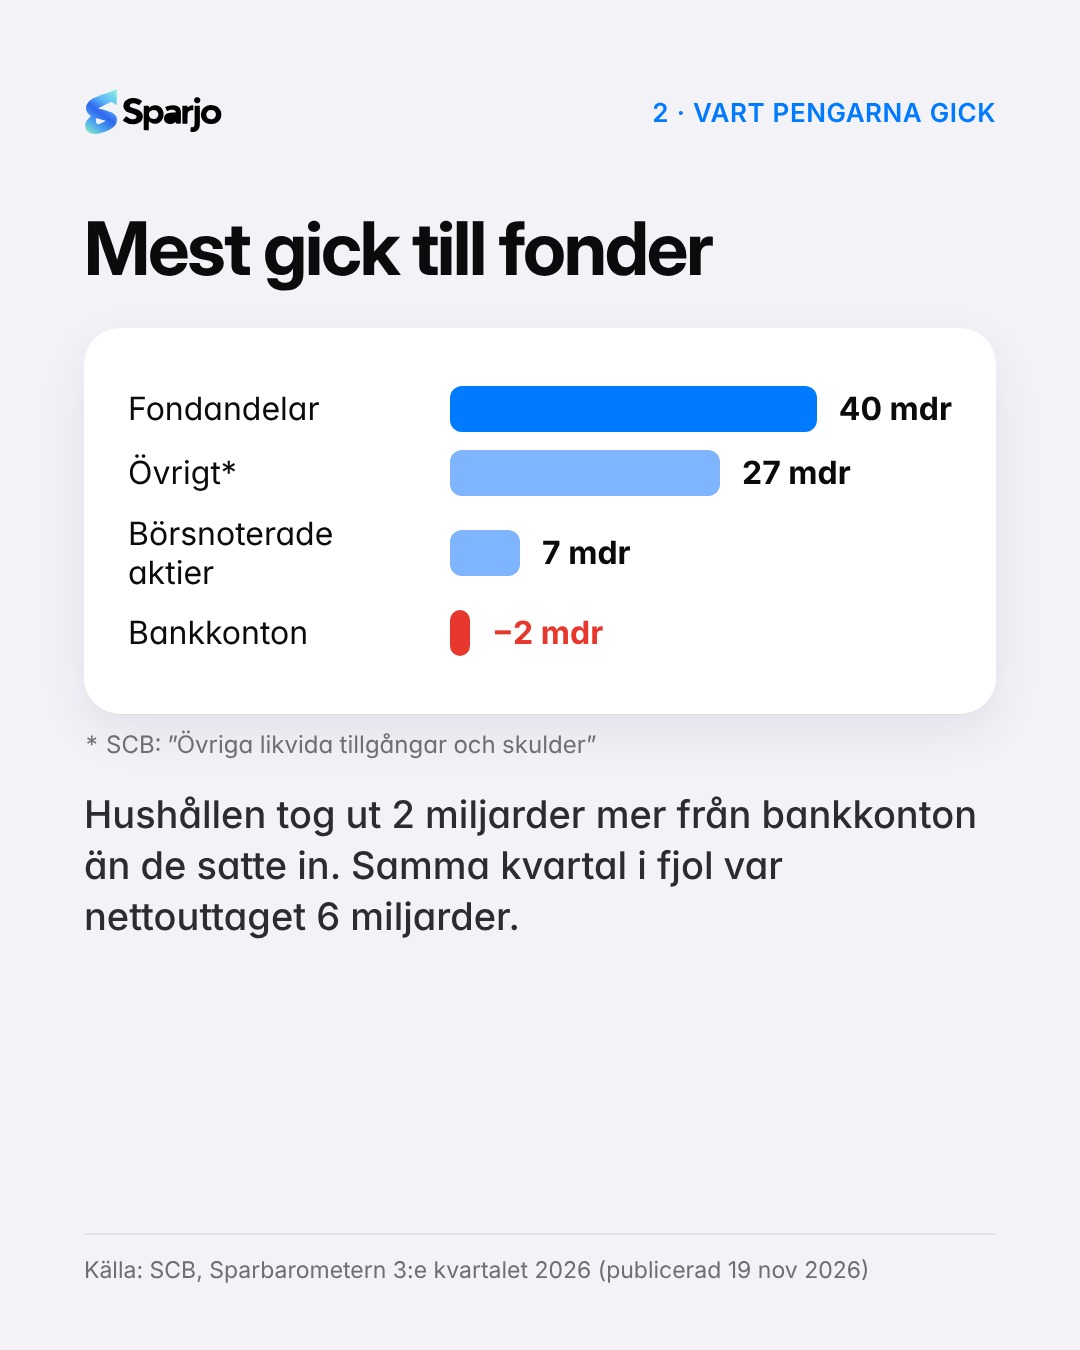 Sparjo
2 · VART PENGARNA GICK
Mest gick till fonder
Fondandelar 40 mdr
Övrigt* 27 mdr
Börsnoterade
aktier 7 mdr
Bankkonton −2 mdr
* SCB: ”Övriga likvida tillgångar och skulder”
Hushållen tog ut 2 miljarder mer från bankkonton
än de satte in. Samma kvartal i fjol var
nettouttaget 6 miljarder.
Källa: SCB, Sparbarometern 3:e kvartalet 2026 (publicerad 19 nov 2026)